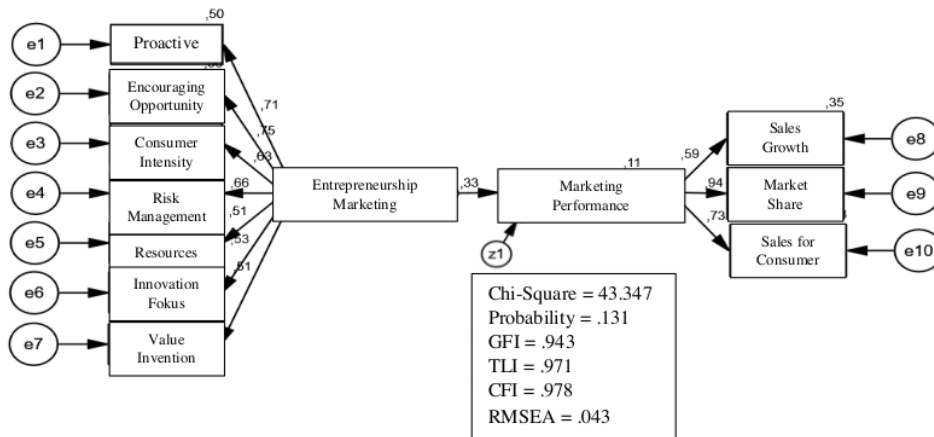 ,50
e1
Proactive
e2
Encouraging
Opportunity
,71
,75
e3
Consumer
Intensity
,63
e4
Risk
Management
,66
,51
e5
Resources
,53
e6
Innovation
Fokus
,51
e7
Value
Invention
Entrepreneurship
Marketing
,33
,11
Marketing
Performance
z1
,59
,94
,73
,35
Sales
Growth
e8
Market
Share
e9
Sales for
Consumer
e10
Chi-Square = 43.347
Probability = .131
GFI = .943
TLI = .971
CFI = .978
RMSEA = .043